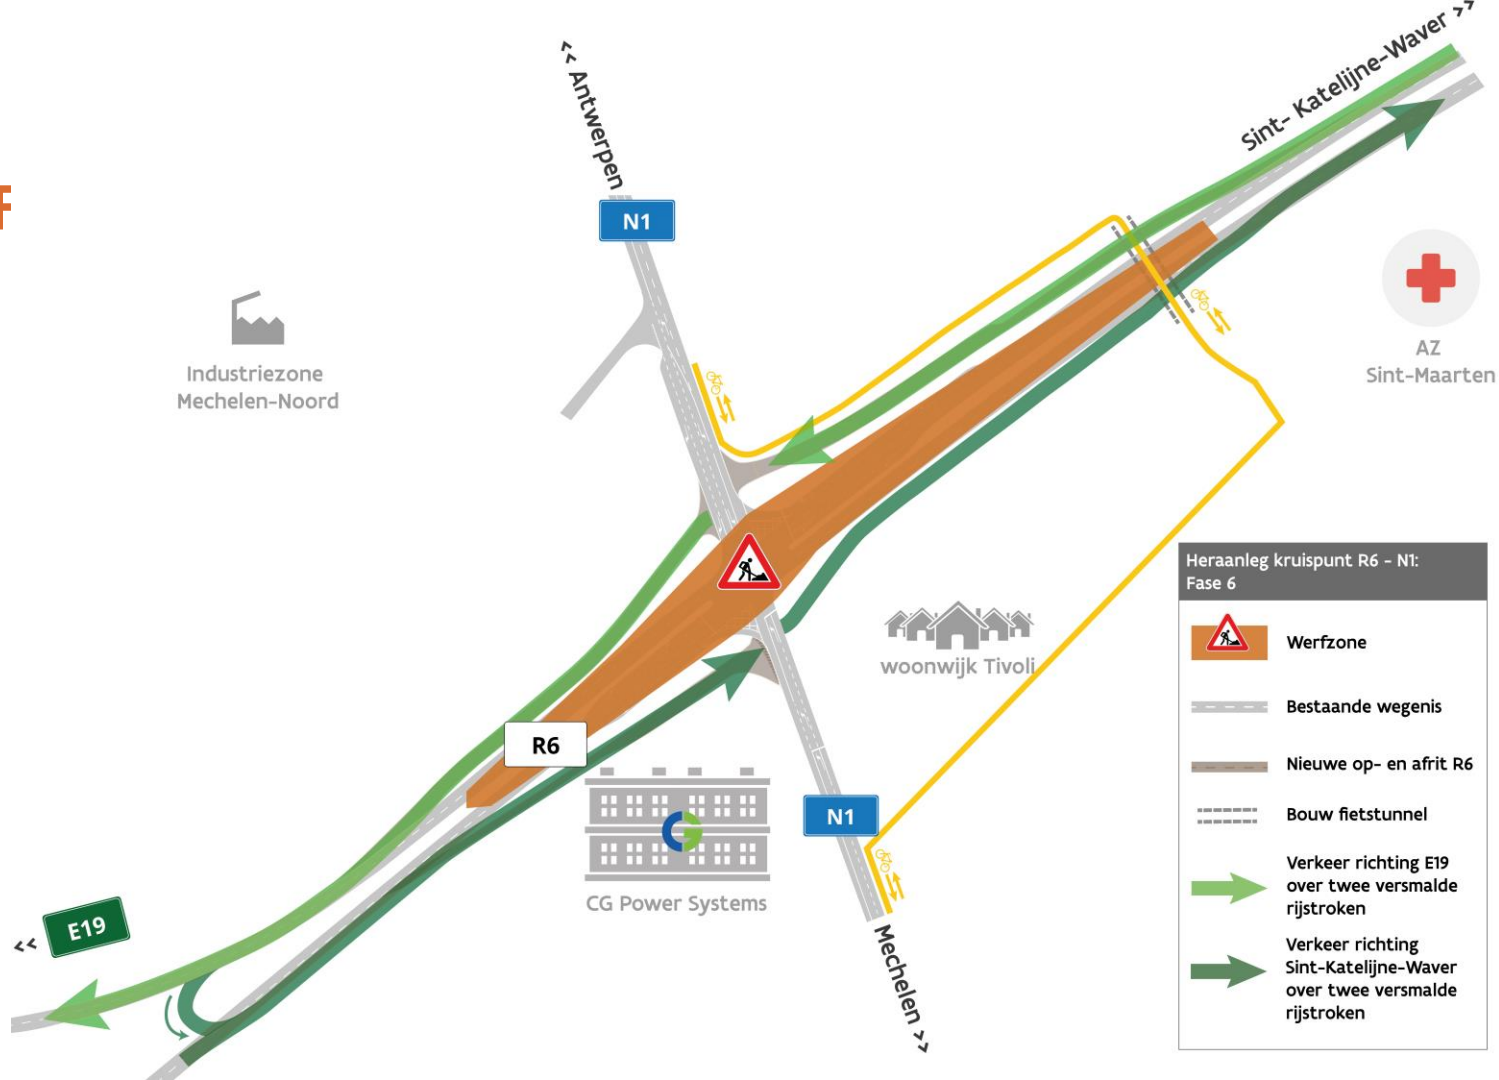 Sint- Katelijne-Waver >>
<< Antwerpen
N1
Industriezone
Mechelen-Noord
AZ
Sint-Maarten
woonwijk Tivoli
R6
N1
CG Power Systems
<< E19
Mechelen >>
Heraanleg kruispunt R6 - N1:
Fase 6
Werfzone
Bestaande wegenis
Nieuwe op- en afrit R6
Bouw fietstunnel
Verkeer richting E19
over twee versmalde
rijstroken
Verkeer richting
Sint-Katelijne-Waver
over twee versmalde
rijstroken